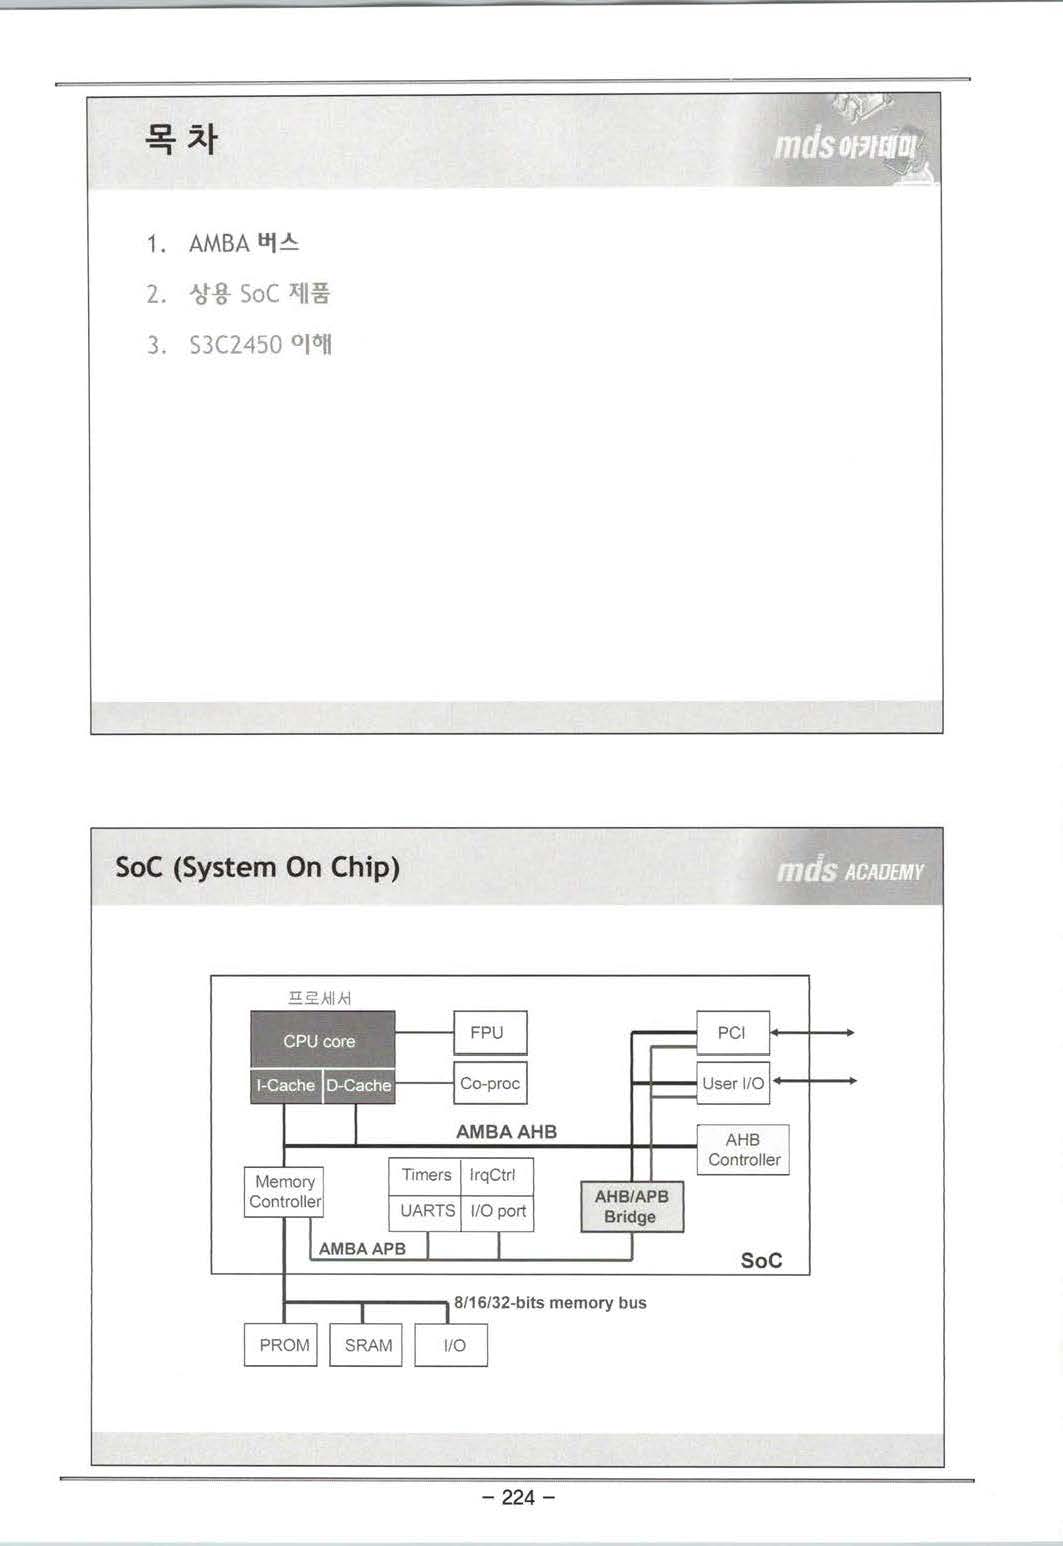 목 차
mds 아카데미
1. AMBA 버스
2. 상용 SoC 제품
3. S3C2450 이해
SoC (System On Chip)
mds ACADEMY
프로세서
CPU core
FPU
PCI
I-Cache
D-Cache
Co-proc
User I/O
AMBA AHB
AHB
Controller
Memory
Controller
Timers
IrqCtrl
UARTS
I/O port
AHB/APB
Bridge
AMBA APB
SoC
8/16/32-bits memory bus
PROM
SRAM
I/O
- 224 -